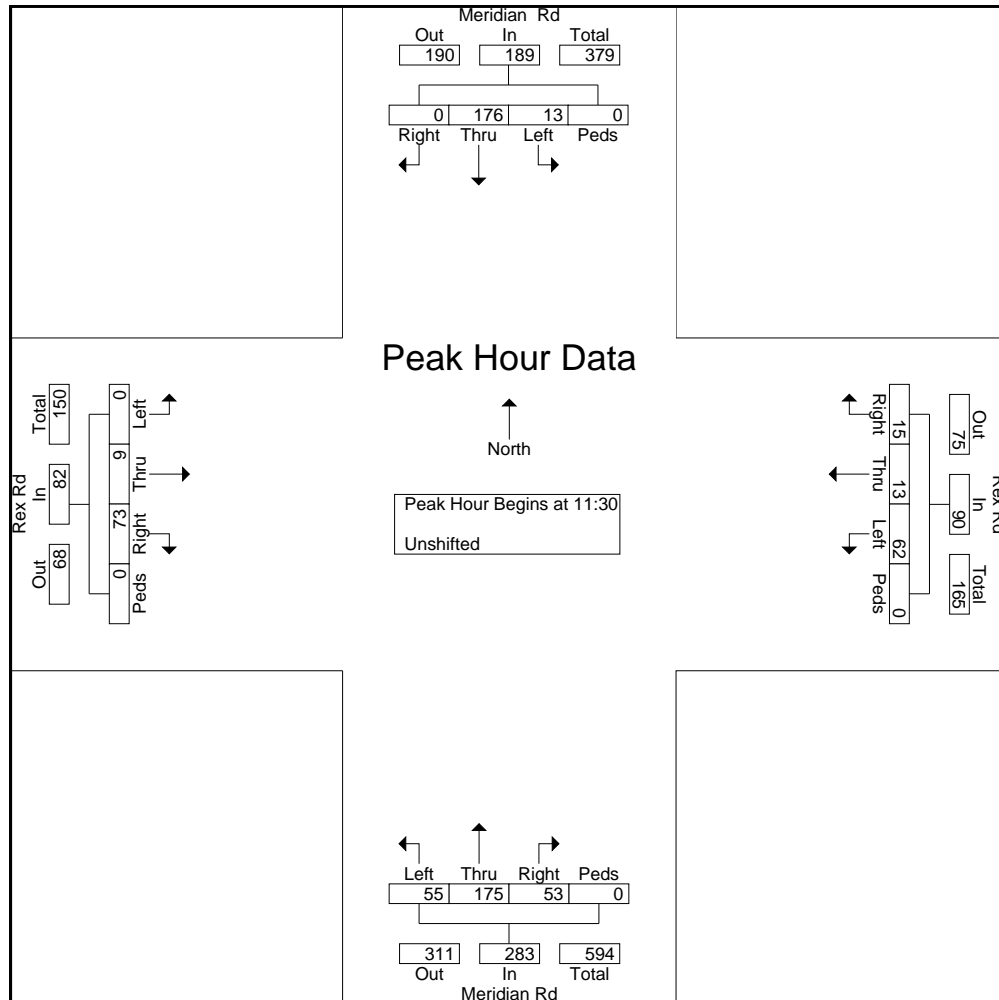 Meridian Rd
Out In Total
190 189 379
0 176 13 0
Right Thru Left Peds
Peak Hour Data
North
Peak Hour Begins at 11:30
Unshifted
Rex Rd
Total In Out
150 82 68
0 9 73 0
Left Thru Right Peds
Rex Rd
Out In Total
75 90 165
15 13 62 0
Right Thru Left Peds
Left Thru Right Peds
55 175 53 0
311 283 594
Out In Total
Meridian Rd